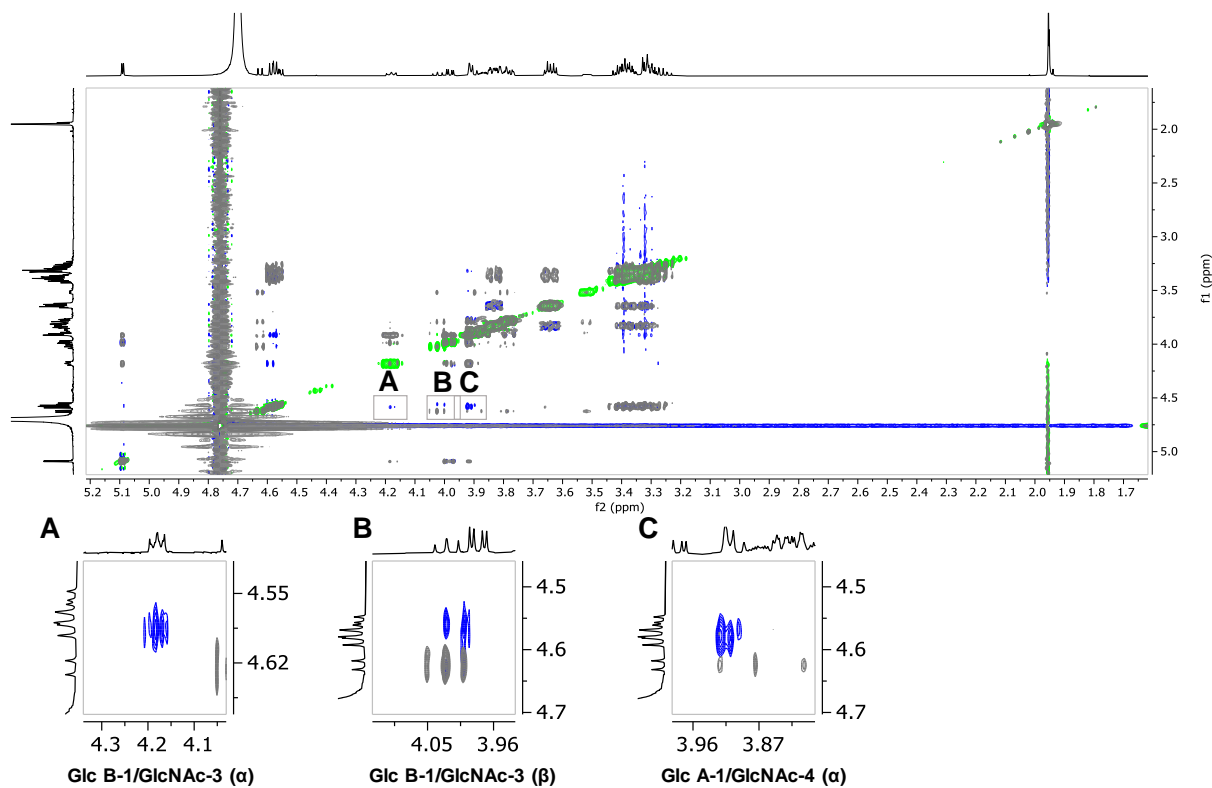 2.0
2.5
3.0
3.5
4.0
4.5
5.0
f1 (ppm)
A B C
5.2 5.1 5.0 4.9 4.8 4.7 4.6 4.5 4.4 4.3 4.2 4.1 4.0 3.9 3.8 3.7 3.6 3.5 3.4 3.3 3.2 3.1 3.0 2.9 2.8 2.7 2.6 2.5 2.4 2.3 2.2 2.1 2.0 1.9 1.8 1.7
f2 (ppm)
A
4.55
4.62
4.3 4.2 4.1
Glc B-1/GlcNAc-3 (α)
B
4.5
4.6
4.7
4.05 3.96
Glc B-1/GlcNAc-3 (β)
C
4.5
4.6
4.7
3.96 3.87
Glc A-1/GlcNAc-4 (α)